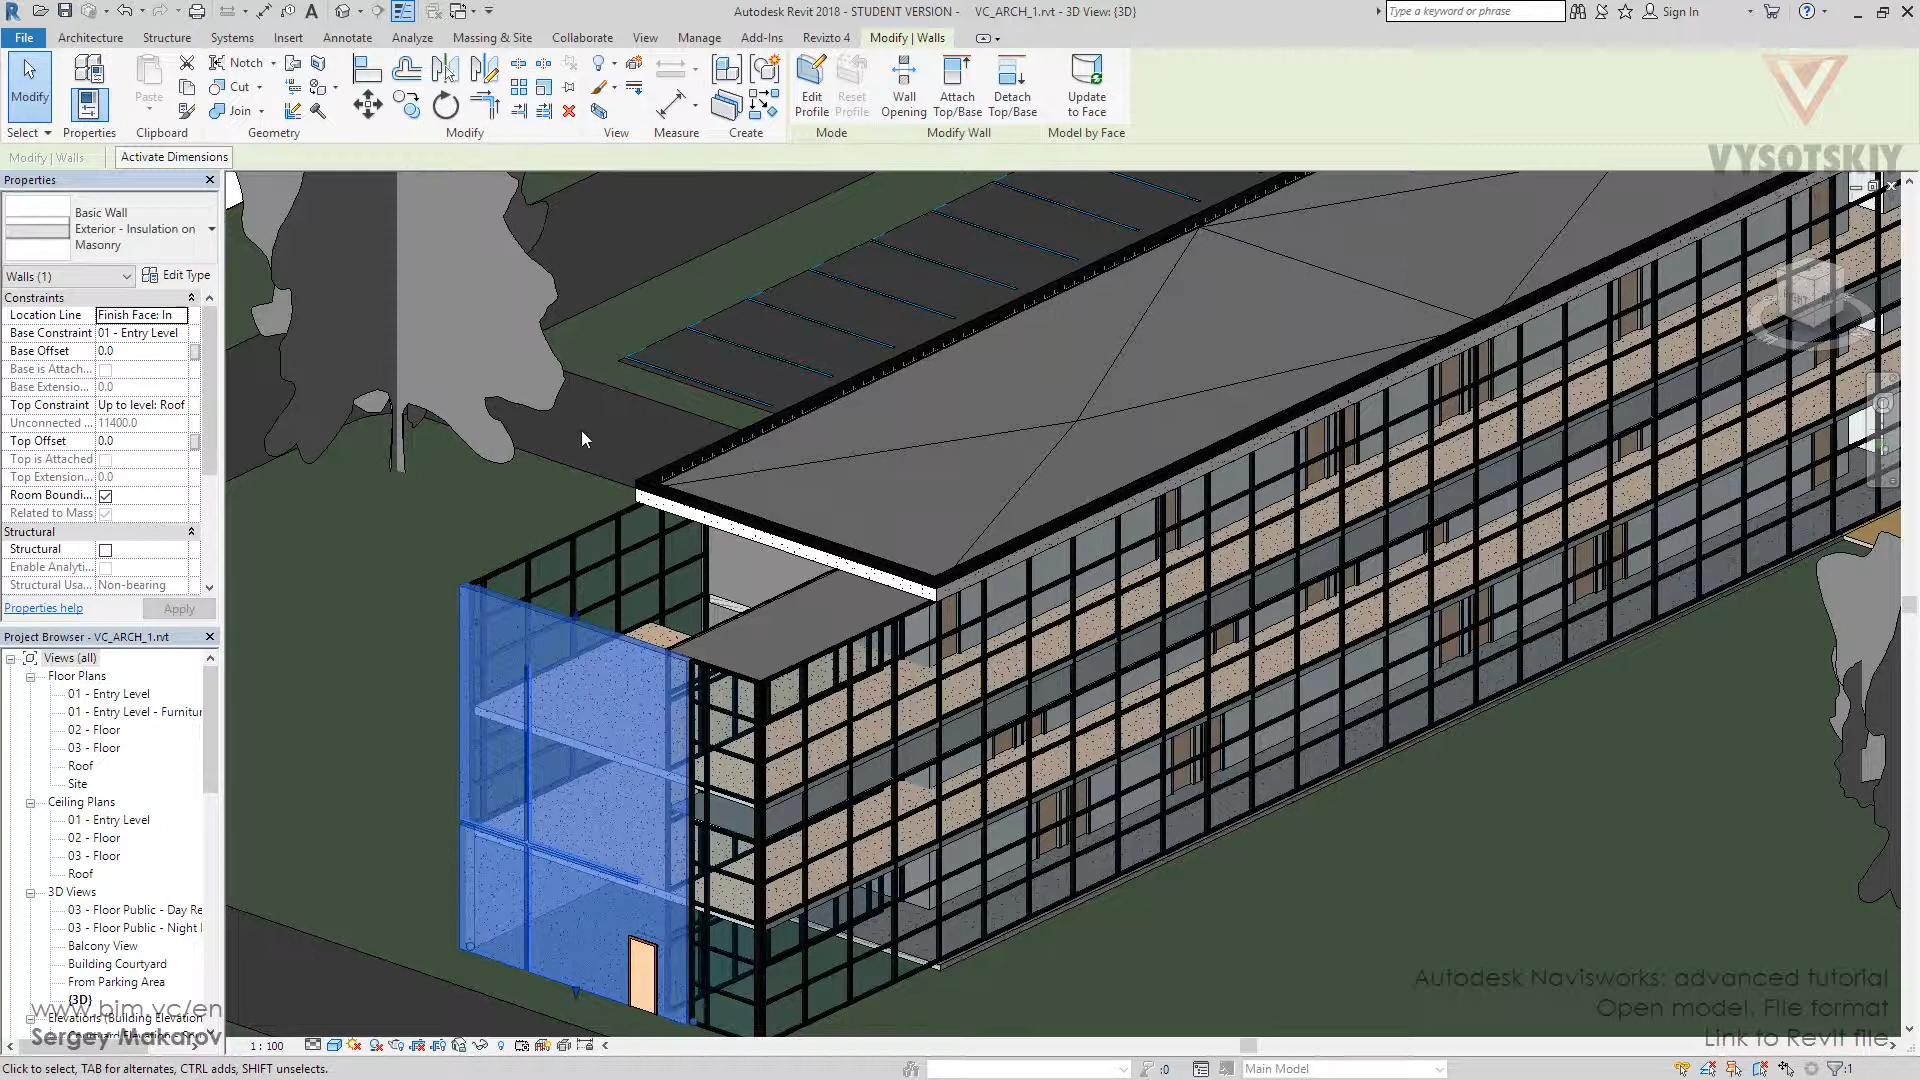 Autodesk Revit 2018 - STUDENT VERSION - VC_ARCH_1.rvt - 3D View: {3D}
Type a keyword or phrase
Sign In
File Architecture Structure Systems Insert Annotate Analyze Massing & Site Collaborate View Manage Add-Ins Revizto 4 Modify | Walls
Modify
Paste
Notch
Cut
Join
Edit Profile
Reset Profile
Wall Opening
Attach Top/Base
Detach Top/Base
Update to Face
Select Properties Clipboard Geometry Modify View Measure Create Mode Modify Wall Model by Face
Modify | Walls Activate Dimensions
VYSOTSKIY
Properties
Basic Wall
Exterior - Insulation on
Masonry
Walls (1) Edit Type
Constraints
Location Line Finish Face: In
Base Constraint 01 - Entry Level
Base Offset 0.0
Base is Attach...
Base Extensio... 0.0
Top Constraint Up to level: Roof
Unconnected ... 11400.0
Top Offset 0.0
Top is Attached
Top Extension... 0.0
Room Boundi...
Related to Mass
Structural
Structural
Enable Analyti...
Structural Usa... Non-bearing
Properties help Apply
Project Browser - VC_ARCH_1.rvt
Views (all)
Floor Plans
01 - Entry Level
01 - Entry Level - Furnitur
02 - Floor
03 - Floor
Roof
Site
Ceiling Plans
01 - Entry Level
02 - Floor
03 - Floor
Roof
3D Views
03 - Floor Public - Day Re
03 - Floor Public - Night
Balcony View
Building Courtyard
From Parking Area
{3D}
Elevations (Building Elevation
www.bim.vc/en
Sergey Makarov
RIGHT
Autodesk Navisworks: advanced tutorial
Open model. File format
Link to Revit file
1 : 100
Click to select, TAB for alternates, CTRL adds, SHIFT unselects.
:0
Main Model
:1